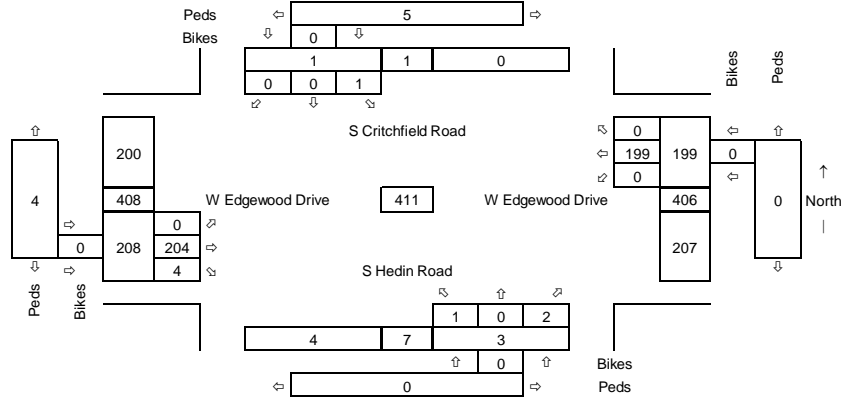 Peds ⇦ 5 ⇨
Bikes ⇩ 0 ⇩
1 1 0
0 0 1
⬃ ⇩ ⬂
Bikes
Peds
⇧ S Critchfield Road ⬁ 0 ⇦ ⇧
200 ⇦ 199 199 0
⬃ 0 ⇦ ↑
4 408 W Edgewood Drive 411 W Edgewood Drive 406 0 North
⇨ 0 ⬀ |
0 208 204 ⇨ 207
⇩ ⇨ 4 ⬂ S Hedin Road ⇩
Peds
Bikes
⬁ ⇧ ⬀
1 0 2
4 7 3
⇧ 0 ⇧ Bikes
⇦ 0 ⇨ Peds